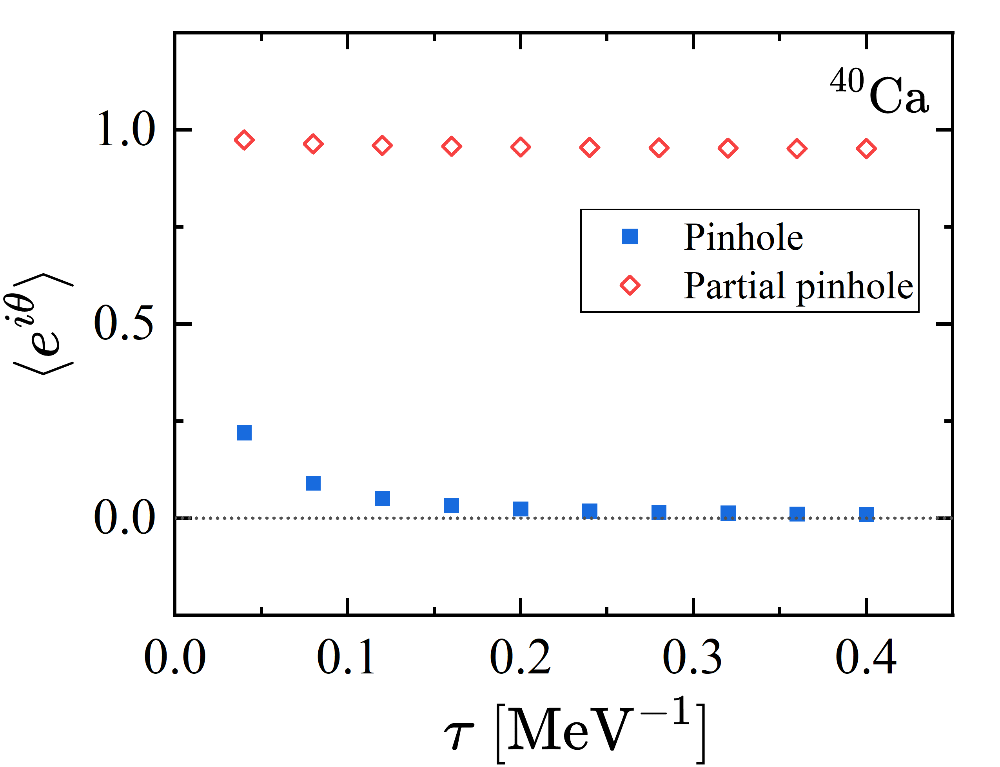 ⁴⁰Ca
1.0
0.5
0.0
⟨e^{iθ}⟩
Pinhole
Partial pinhole
0.0 0.1 0.2 0.3 0.4
τ [MeV⁻¹]